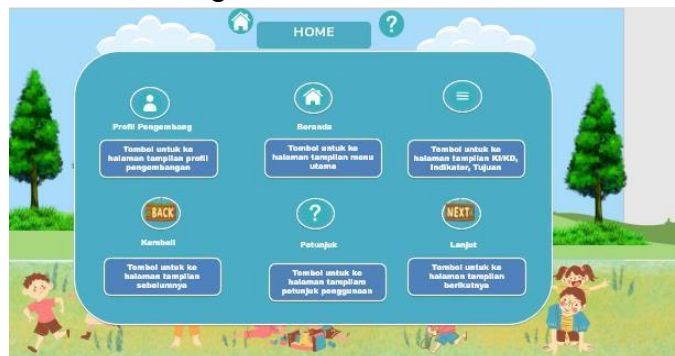 HOME
?
Profil Pengembang
Beranda
Tombol untuk ke
halaman tampilan profil
pengembangan
Tombol untuk ke
halaman tampilan menu
utama
Tombol untuk ke
halaman tampilan KI/KD,
Indikator, Tujuan
BACK
?
NEXT
Kembali
Petunjuk
Lanjut
Tombol untuk ke
halaman tampilan
sebelumnya
Tombol untuk ke
halaman tampilam
petunjuk penggunaan
Tombol untuk ke
halaman tampilan
berikutnya